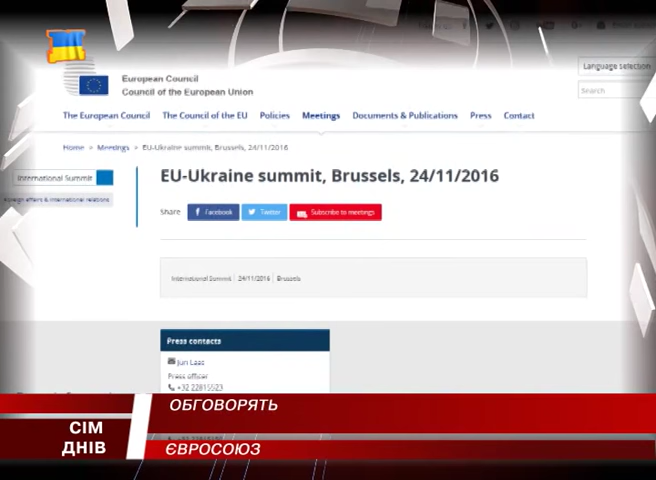 European Council
Council of the European Union
Language selection
Search
The European Council The Council of the EU Policies Meetings Documents & Publications Press Contact
Home > Meetings > EU-Ukraine summit, Brussels, 24/11/2016
International Summit
Foreign affairs & international relations
EU-Ukraine summit, Brussels, 24/11/2016
Share Facebook Twitter Subscribe to meetings
International Summit 24/11/2016 Brussels
Press contacts
Jüri Laas
Press officer
ОБГОВОРЯТЬ
СІМ
ДНІВ
ЄВРОСОЮЗ